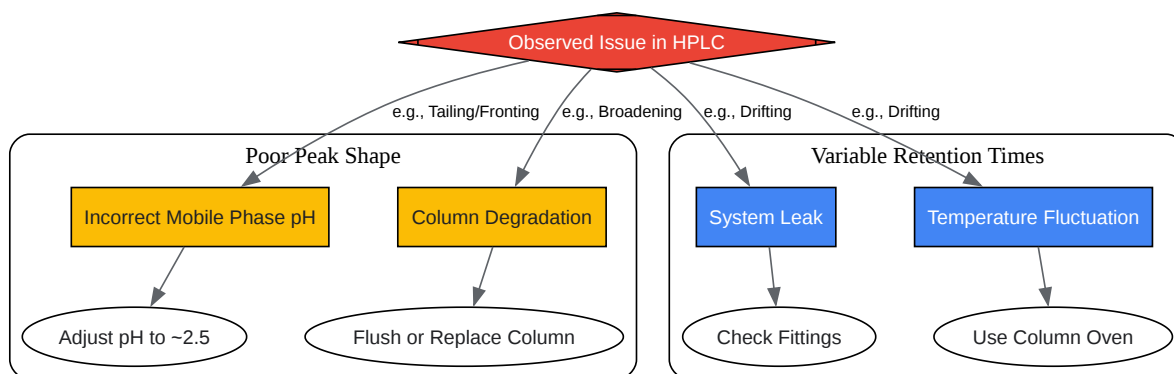 Observed Issue in HPLC
e.g., Tailing/Fronting
e.g., Broadening
e.g., Drifting
e.g., Drifting
Poor Peak Shape
Variable Retention Times
Incorrect Mobile Phase pH
Column Degradation
System Leak
Temperature Fluctuation
Adjust pH to ~2.5
Flush or Replace Column
Check Fittings
Use Column Oven